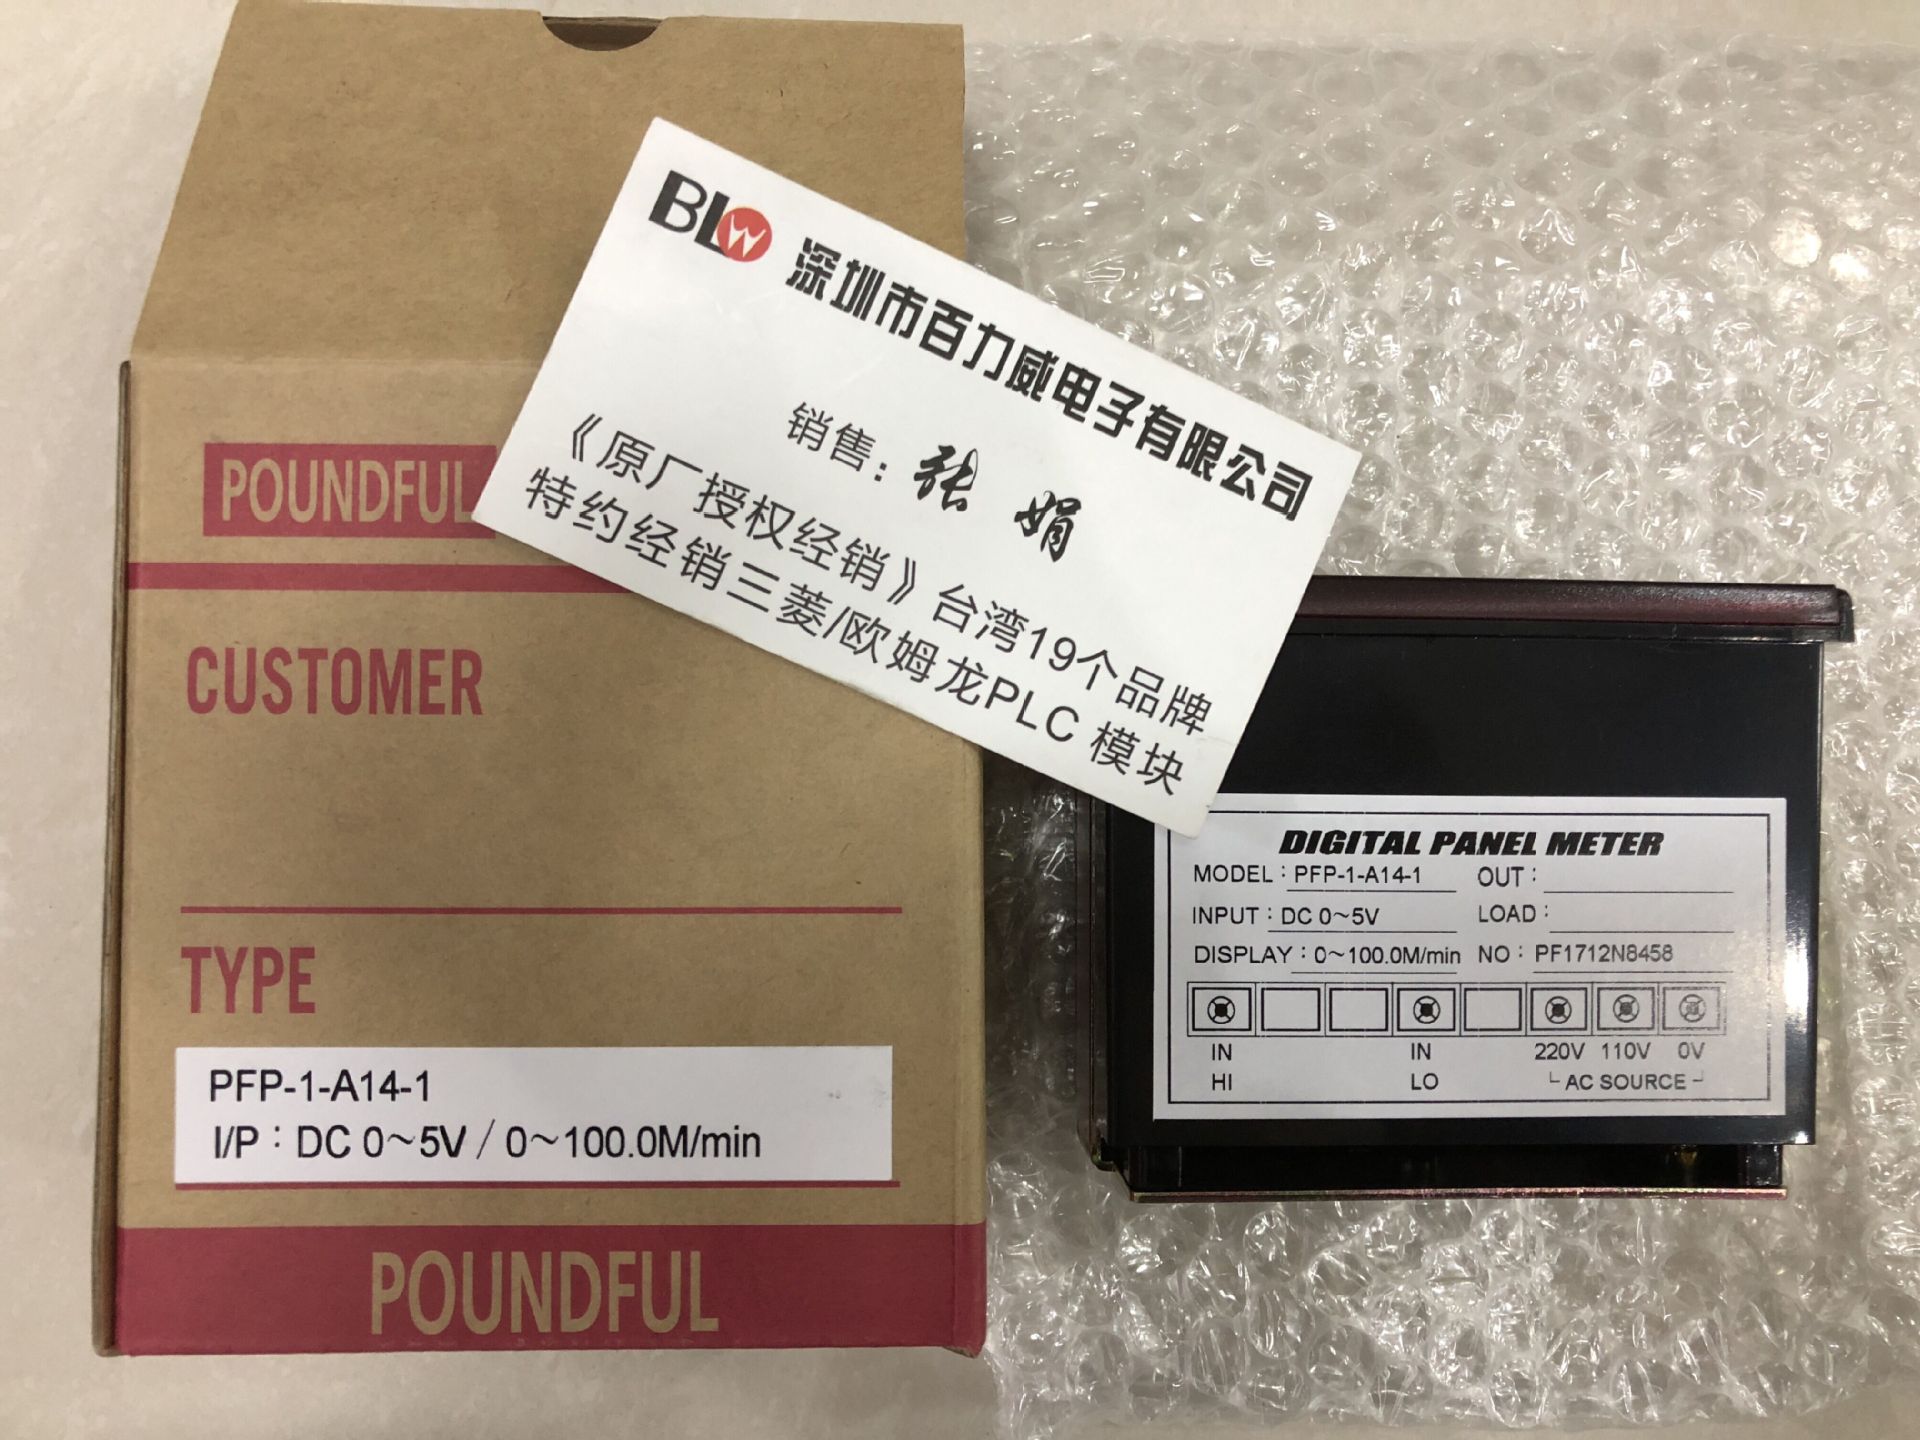 BLW 深圳市百力威电子有限公司
销售：张 娟
《原厂授权经销》台湾19个品牌
特约经销三菱/欧姆龙PLC 模块
POUNDFUL
CUSTOMER
TYPE
PFP-1-A14-1
I/P：DC 0～5V / 0～100.0M/min
POUNDFUL
DIGITAL PANEL METER
MODEL：PFP-1-A14-1 OUT：
INPUT：DC 0～5V LOAD：
DISPLAY：0～100.0M/min NO：PF1712N8458
IN IN 220V 110V 0V
HI LO AC SOURCE